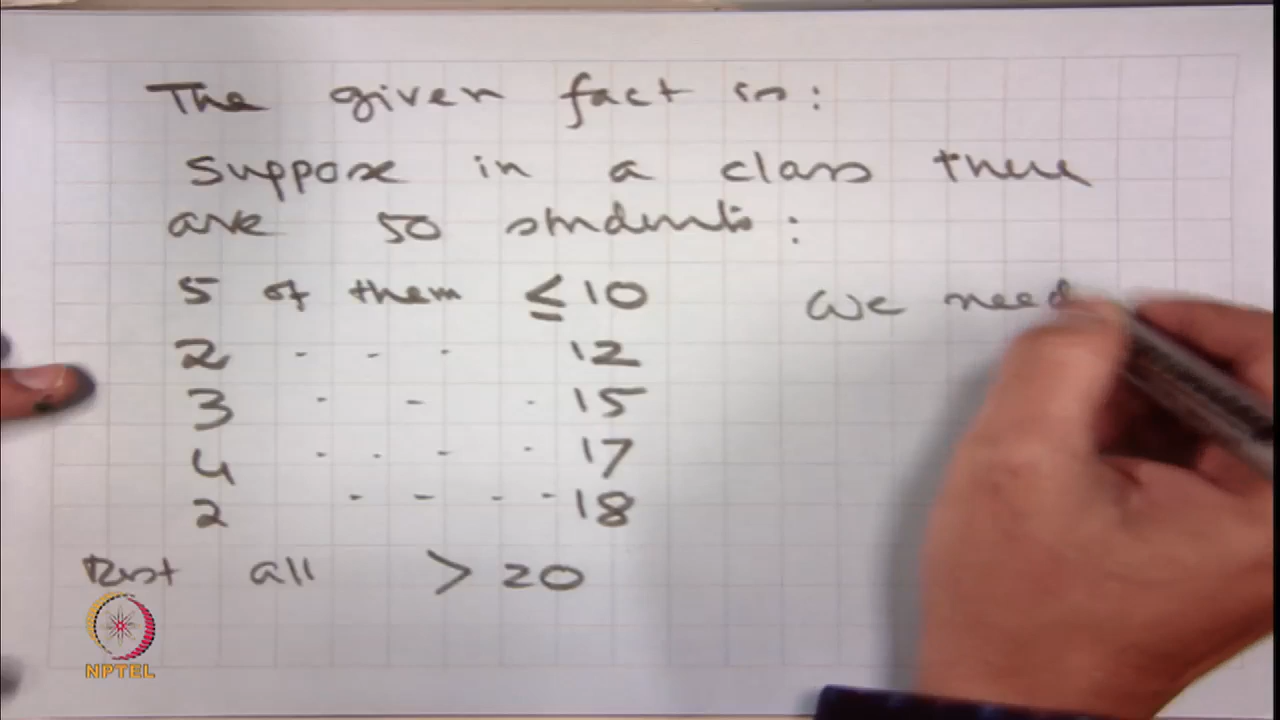 The given fact is:
Suppose in a class there
are 50 students:
5 of them ≤ 10
We need
2 - - - 12
3 - - - 15
4 - - - - 17
2 - - - - 18
Rest all > 20
NPTEL